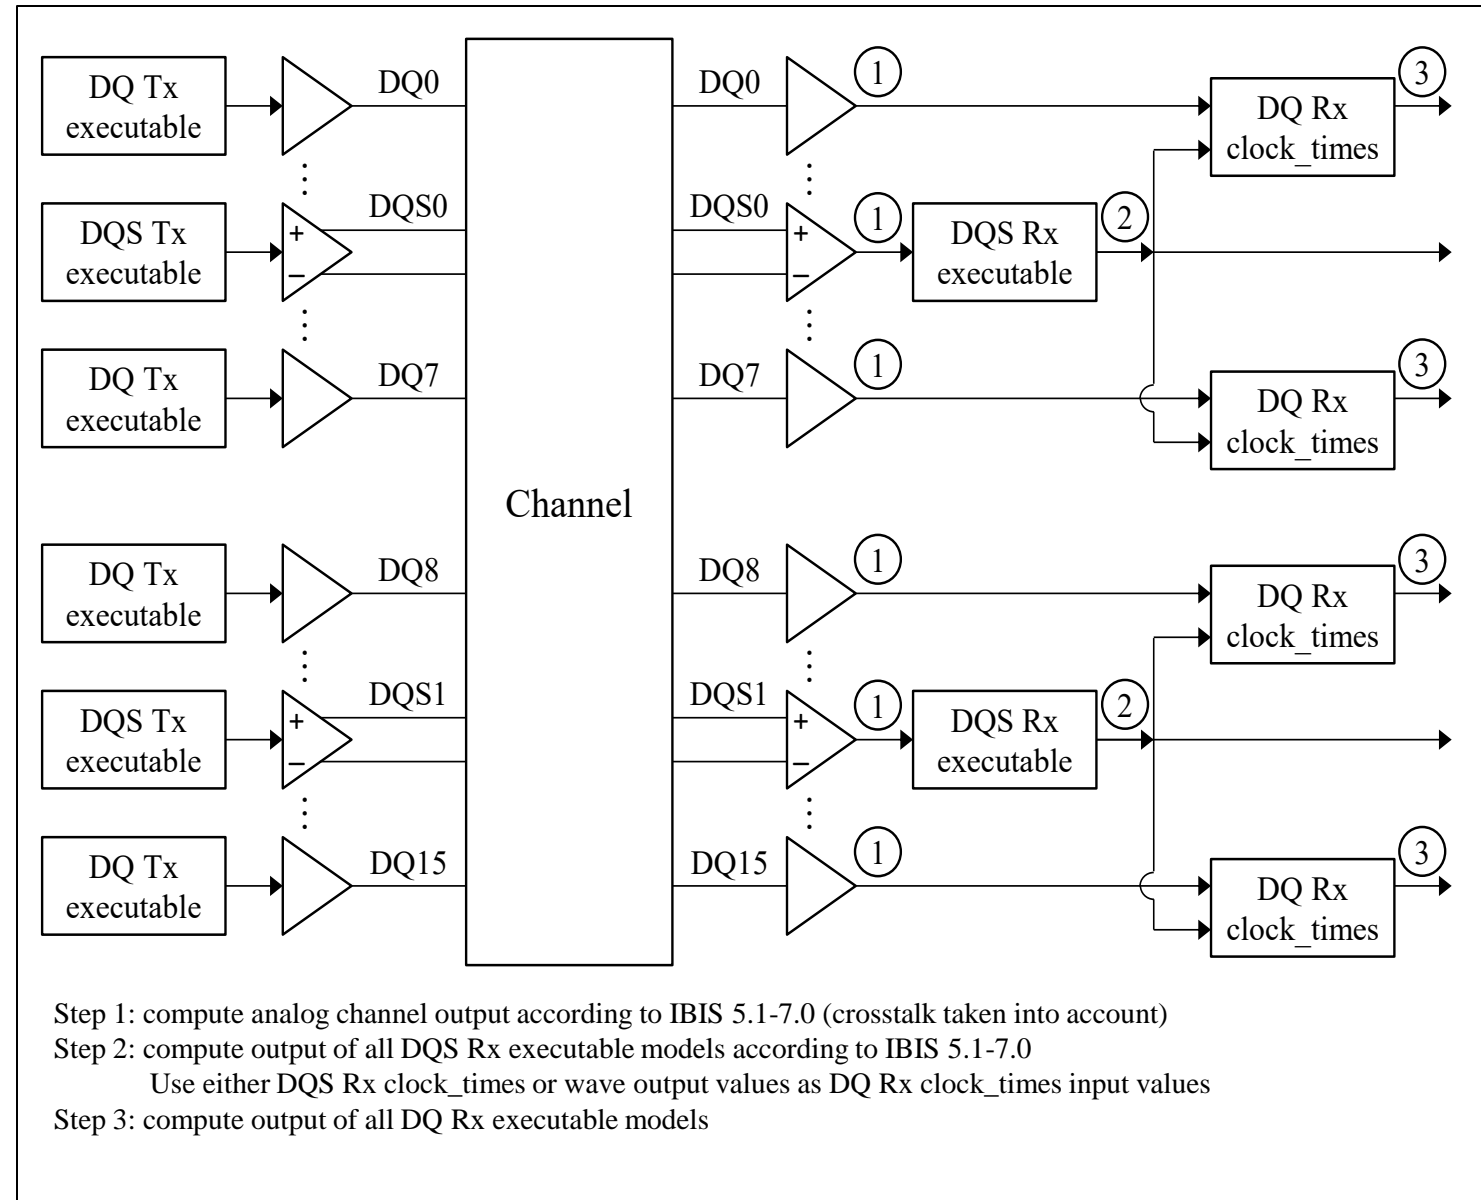 DQ Tx
executable
DQ0
DQ0
1
DQ Rx
clock_times
3
DQS Tx
executable
+
−
DQS0
DQS0
+
−
1
DQS Rx
executable
2
DQ Tx
executable
DQ7
DQ7
1
DQ Rx
clock_times
3
Channel
DQ Tx
executable
DQ8
DQ8
1
DQ Rx
clock_times
3
DQS Tx
executable
+
−
DQS1
DQS1
+
−
1
DQS Rx
executable
2
DQ Tx
executable
DQ15
DQ15
1
DQ Rx
clock_times
3
Step 1: compute analog channel output according to IBIS 5.1-7.0 (crosstalk taken into account)
Step 2: compute output of all DQS Rx executable models according to IBIS 5.1-7.0
Use either DQS Rx clock_times or wave output values as DQ Rx clock_times input values
Step 3: compute output of all DQ Rx executable models